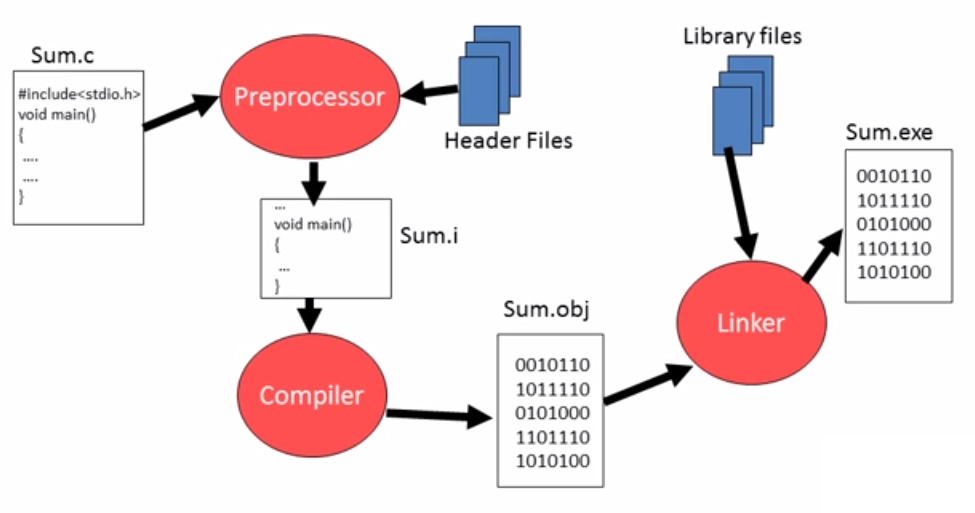 Sum.c
#include<stdio.h>
void main()
{
....
....
}
Preprocessor
Header Files
...
void main()
{
...
}
Sum.i
Compiler
Sum.obj
0010110
1011110
0101000
1101110
1010100
Library files
Linker
Sum.exe
0010110
1011110
0101000
1101110
1010100